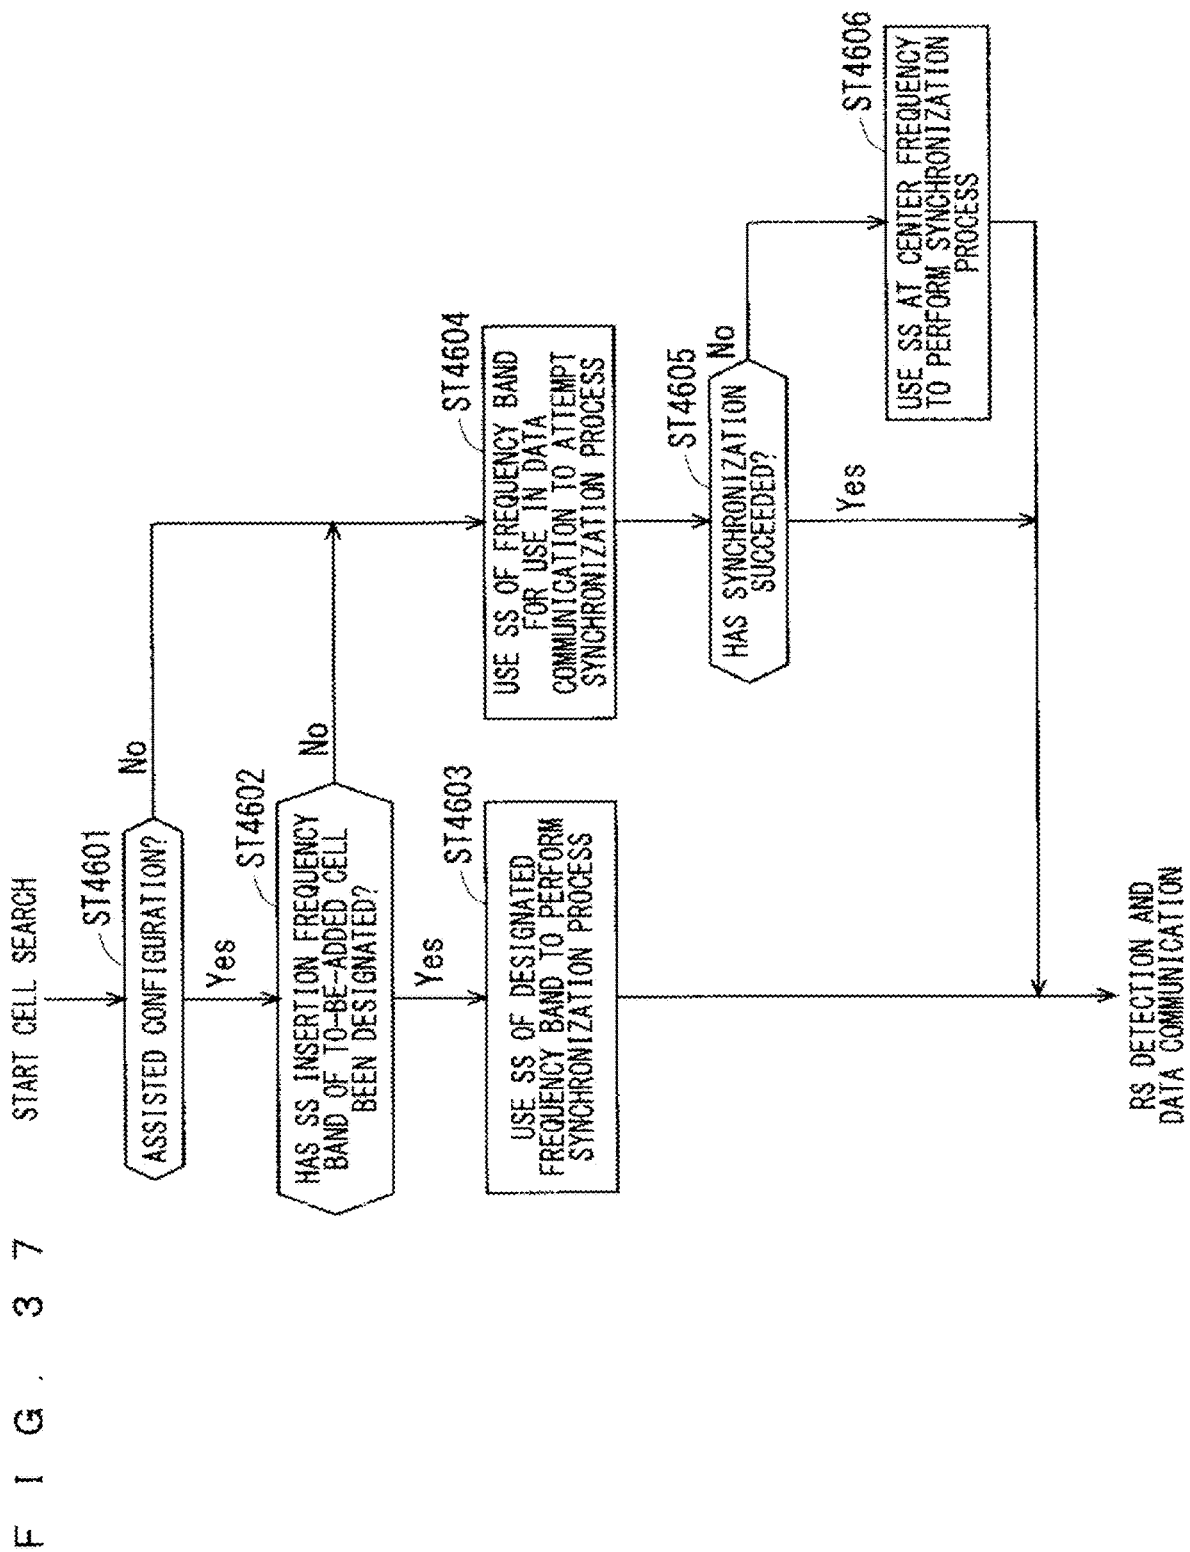 FIG. 37
START CELL SEARCH
ST4601
ASSISTED CONFIGURATION?
No
Yes
ST4602
HAS SS INSERTION FREQUENCY
BAND OF TO-BE-ADDED CELL
BEEN DESIGNATED?
No
Yes
ST4603
USE SS OF DESIGNATED
FREQUENCY BAND TO PERFORM
SYNCHRONIZATION PROCESS
ST4604
USE SS OF FREQUENCY BAND
FOR USE IN DATA
COMMUNICATION TO ATTEMPT
SYNCHRONIZATION PROCESS
ST4605
HAS SYNCHRONIZATION
SUCCEEDED?
No
Yes
ST4606
USE SS AT CENTER FREQUENCY
TO PERFORM SYNCHRONIZATION
PROCESS
RS DETECTION AND
DATA COMMUNICATION